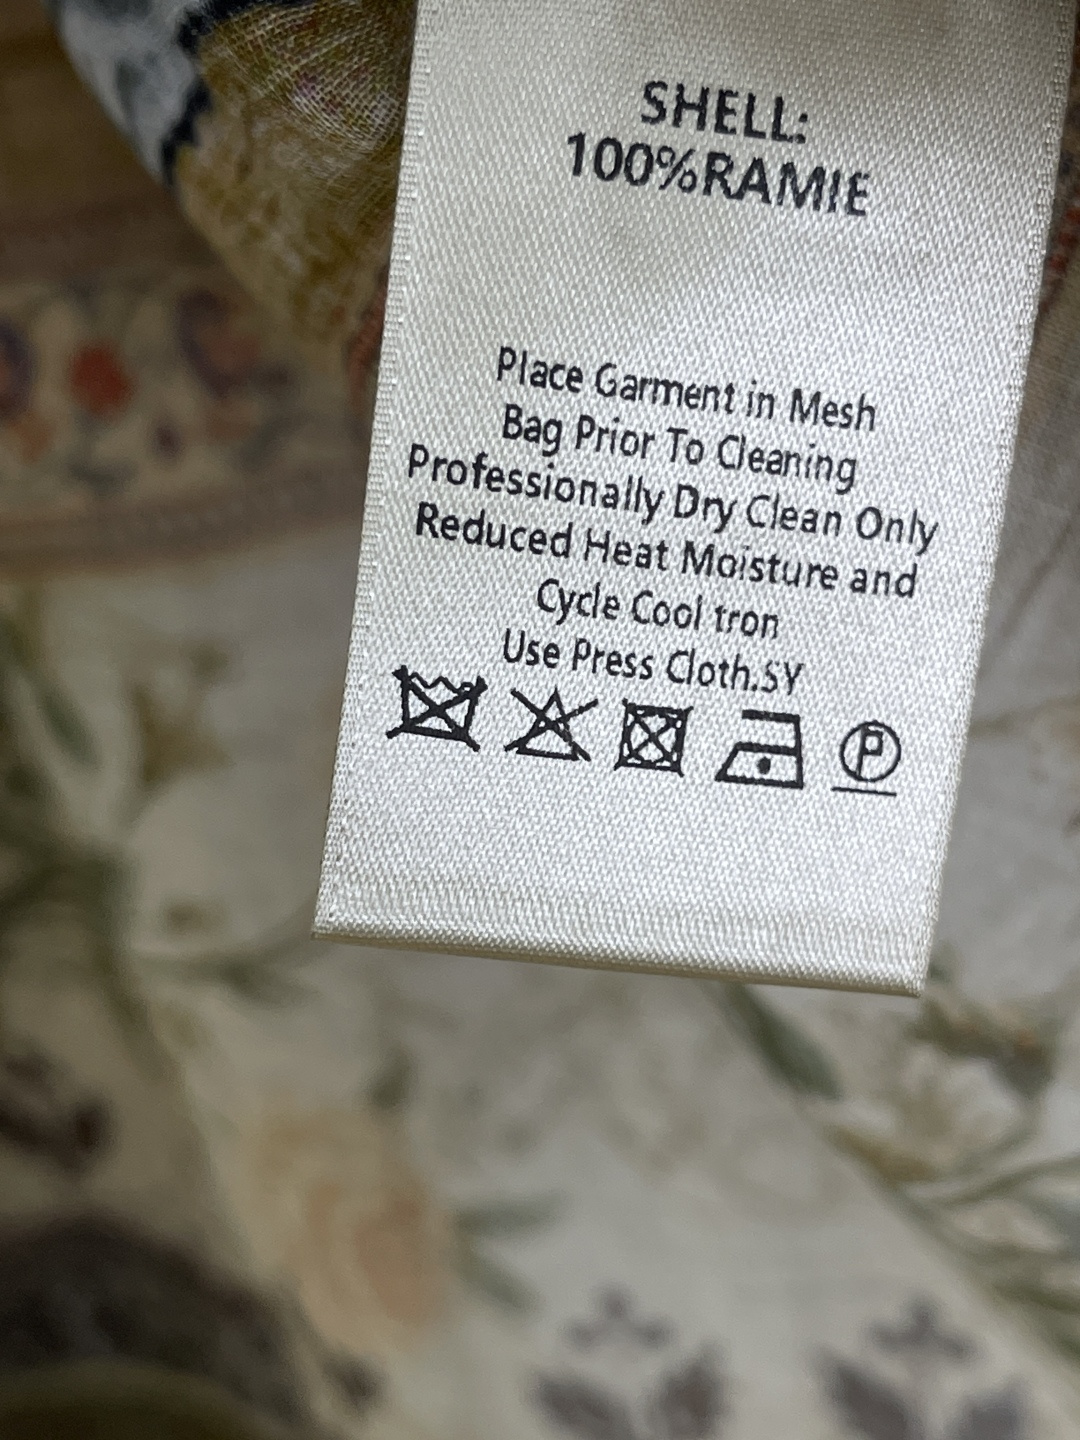 SHELL:
100%RAMIE
Place Garment in Mesh
Bag Prior To Cleaning
Professionally Dry Clean Only
Reduced Heat Moisture and
Cycle Cool tron
Use Press Cloth.SY
P